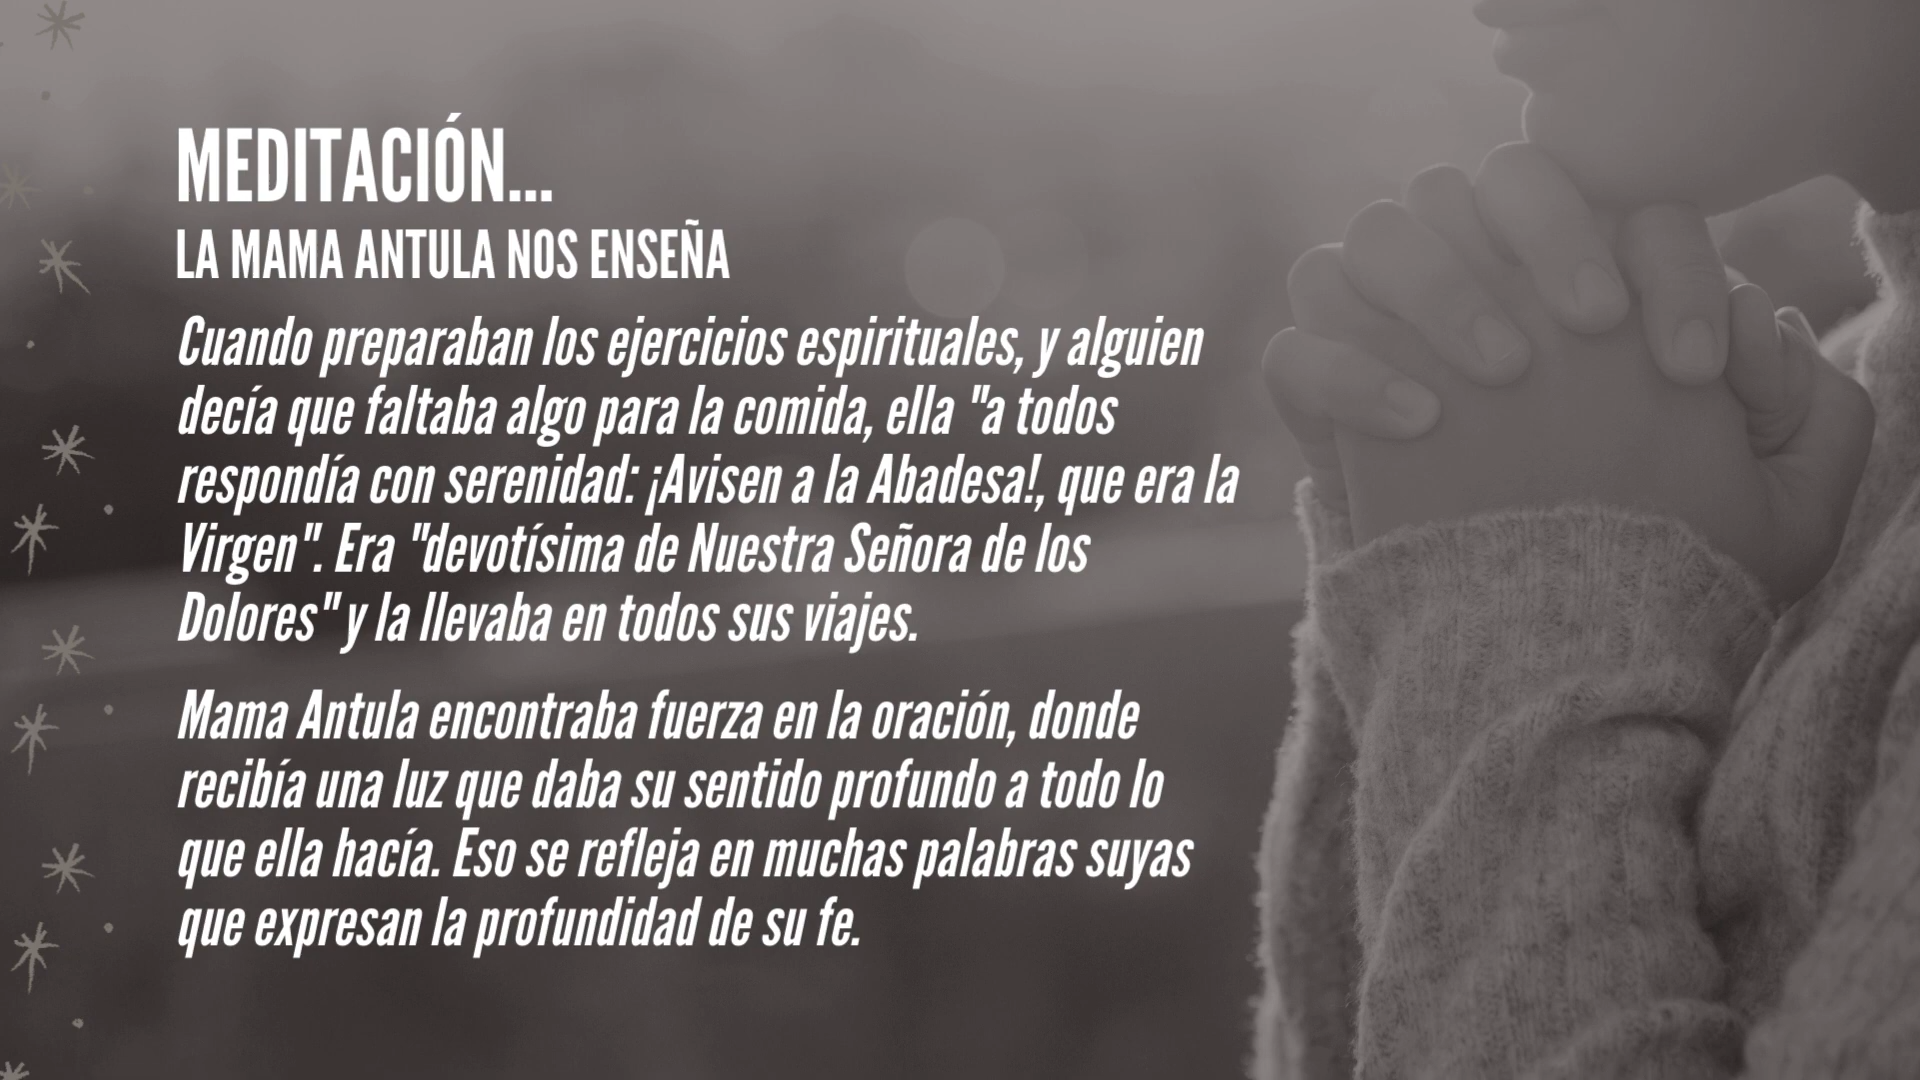 MEDITACIÓN...
LA MAMA ANTULA NOS ENSEÑA
Cuando preparaban los ejercicios espirituales, y alguien
decía que faltaba algo para la comida, ella "a todos
respondía con serenidad: ¡Avisen a la Abadesa!, que era la
Virgen". Era "devotísima de Nuestra Señora de los
Dolores" y la llevaba en todos sus viajes.
Mama Antula encontraba fuerza en la oración, donde
recibía una luz que daba su sentido profundo a todo lo
que ella hacía. Eso se refleja en muchas palabras suyas
que expresan la profundidad de su fe.